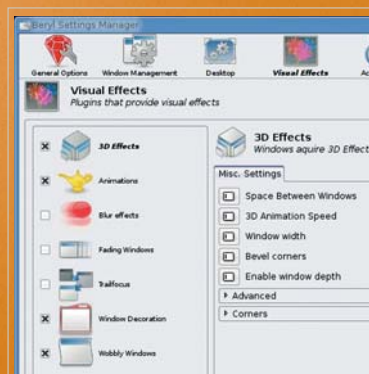 Beryl Settings Manager
General Options
Window Management
Desktop
Visual Effects
Visual Effects
Plugins that provide visual effects
3D Effects
Animations
Blur effects
Fading Windows
Trailfocus
Window Decoration
Wobbly Windows
3D Effects
Windows aquire 3D Effect
Misc. Settings
Space Between Windows
3D Animation Speed
Window width
Bevel corners
Enable window depth
Advanced
Corners